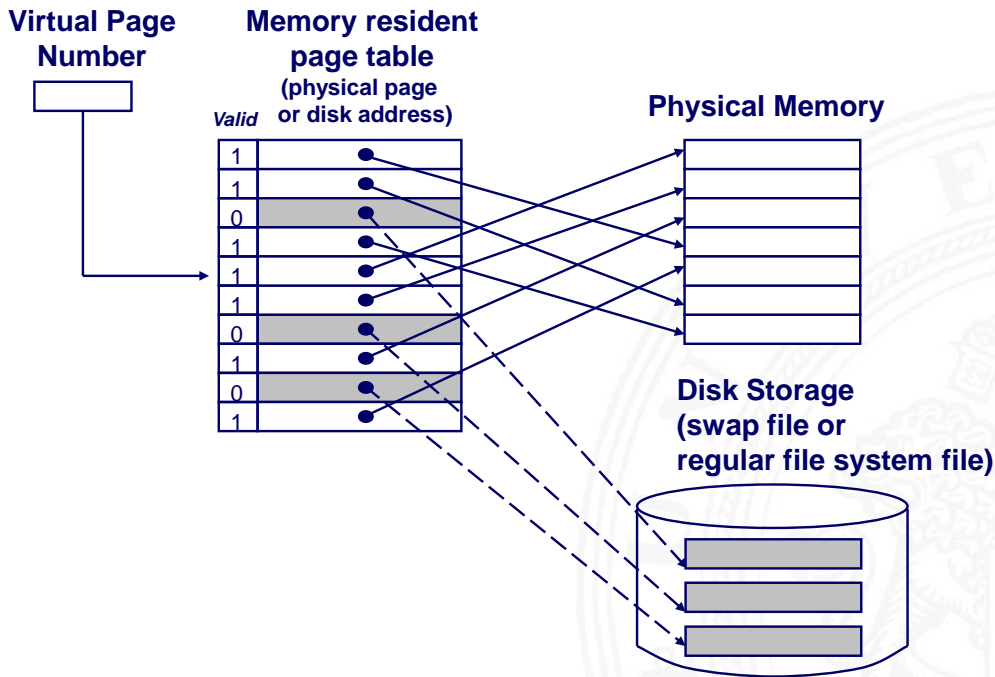 Virtual Page
Number
Memory resident
page table
(physical page
or disk address)
Valid
1
1
0
1
1
1
0
1
0
1
Physical Memory
Disk Storage
(swap file or
regular file system file)